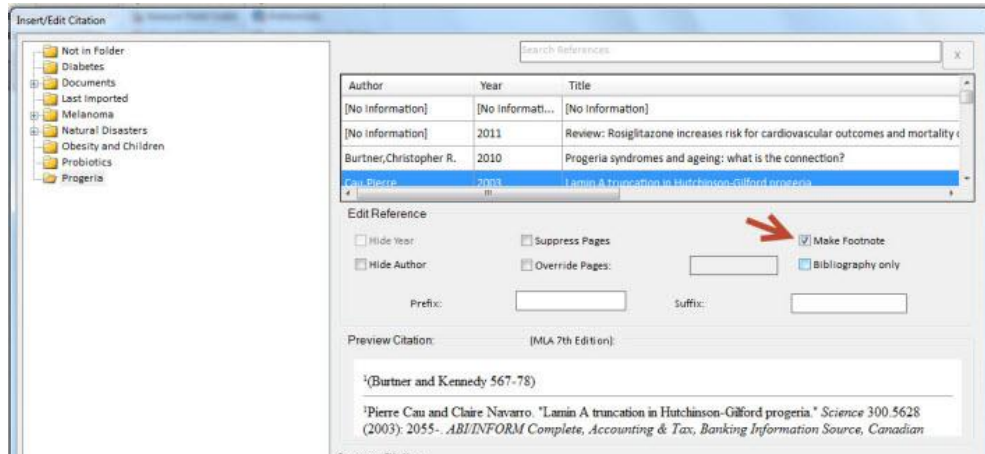 Insert/Edit Citation
Not in Folder
Diabetes
Documents
Last Imported
Melanoma
Natural Disasters
Obesity and Children
Probiotics
Progeria
Search References
x
Author Year Title
[No Information] [No Informati... [No Information]
[No Information] 2011 Review: Rosiglitazone increases risk for cardiovascular outcomes and mortality
Burtner,Christopher R. 2010 Progeria syndromes and ageing: what is the connection?
Cau,Pierre 2003 Lamin A truncation in Hutchinson-Gilford progeria
Edit Reference
Hide Year Suppress Pages Make Footnote
Hide Author Override Pages: Bibliography only
Prefix: Suffix:
Preview Citation: [MLA 7th Edition]:
¹(Burtner and Kennedy 567-78)
¹Pierre Cau and Claire Navarro. "Lamin A truncation in Hutchinson-Gilford progeria." Science 300.5628
(2003): 2055-. ABI/INFORM Complete, Accounting & Tax, Banking Information Source, Canadian